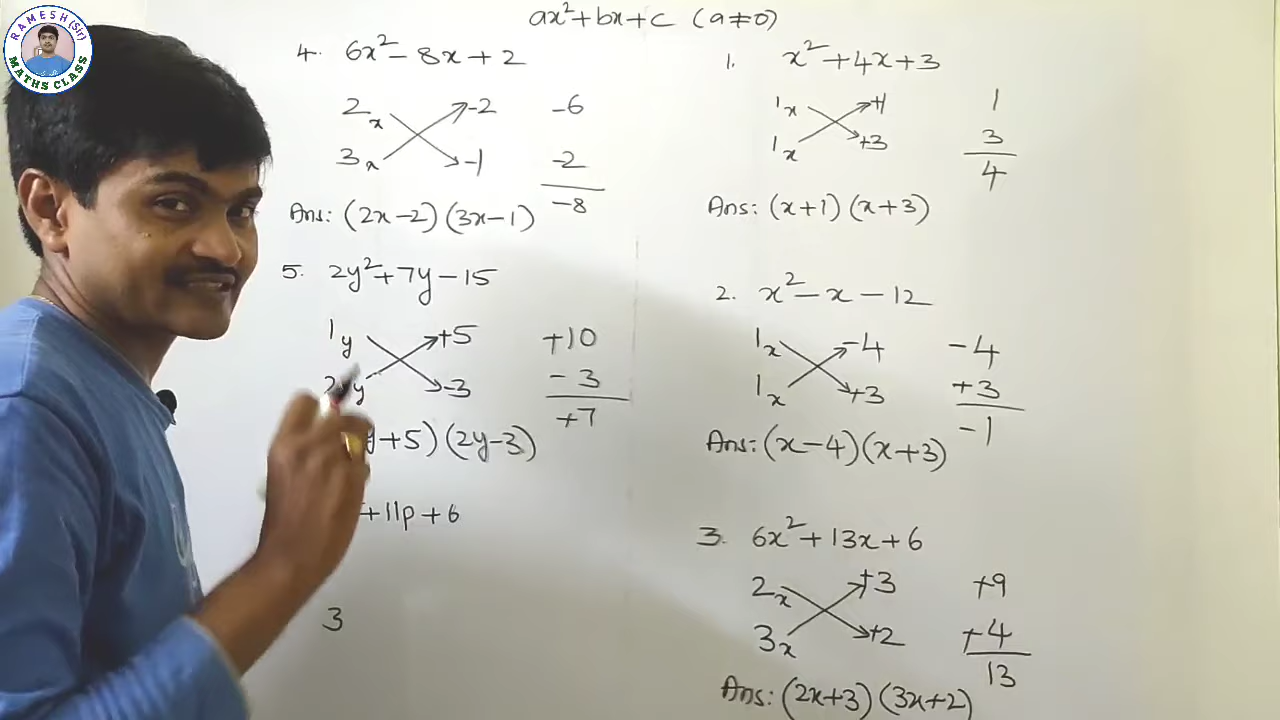 RAMESH(Sir)
MATHS CLASS
ax²+bx+c (a≠0)
4. 6x²-8x+2
2x -2 -6
3x -1 -2
-8
Ans: (2x-2)(3x-1)
5. 2y²+7y-15
1y +5 +10
2y -3 -3
+7
y+5)(2y-3)
+11p+6
3
1. x²+4x+3
1x +1 1
1x +3 3
4
Ans: (x+1)(x+3)
2. x²-x-12
1x -4 -4
1x +3 +3
-1
Ans: (x-4)(x+3)
3. 6x²+13x+6
2x +3 +9
3x +2 +4
13
Ans: (2x+3)(3x+2)